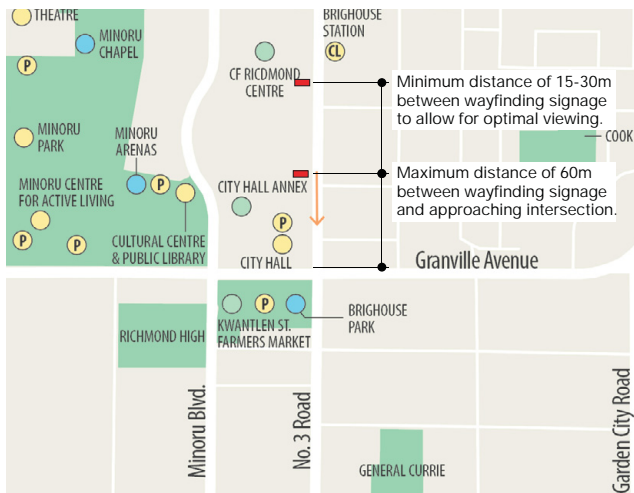 THEATRE
MINORU
CHAPEL
P
BRIGHOUSE
STATION
CL
CF RICDMOND
CENTRE
Minimum distance of 15-30m
between wayfinding signage
to allow for optimal viewing.
MINORU
PARK
MINORU
ARENAS
COOK
P
MINORU CENTRE
FOR ACTIVE LIVING
CITY HALL ANNEX
Maximum distance of 60m
between wayfinding signage
and approaching intersection.
P
P
P
CULTURAL CENTRE
& PUBLIC LIBRARY
CITY HALL
Granville Avenue
P
BRIGHOUSE
PARK
RICHMOND HIGH
KWANTLEN ST.
FARMERS MARKET
Minoru Blvd.
No. 3 Road
GENERAL CURRIE
Garden City Road